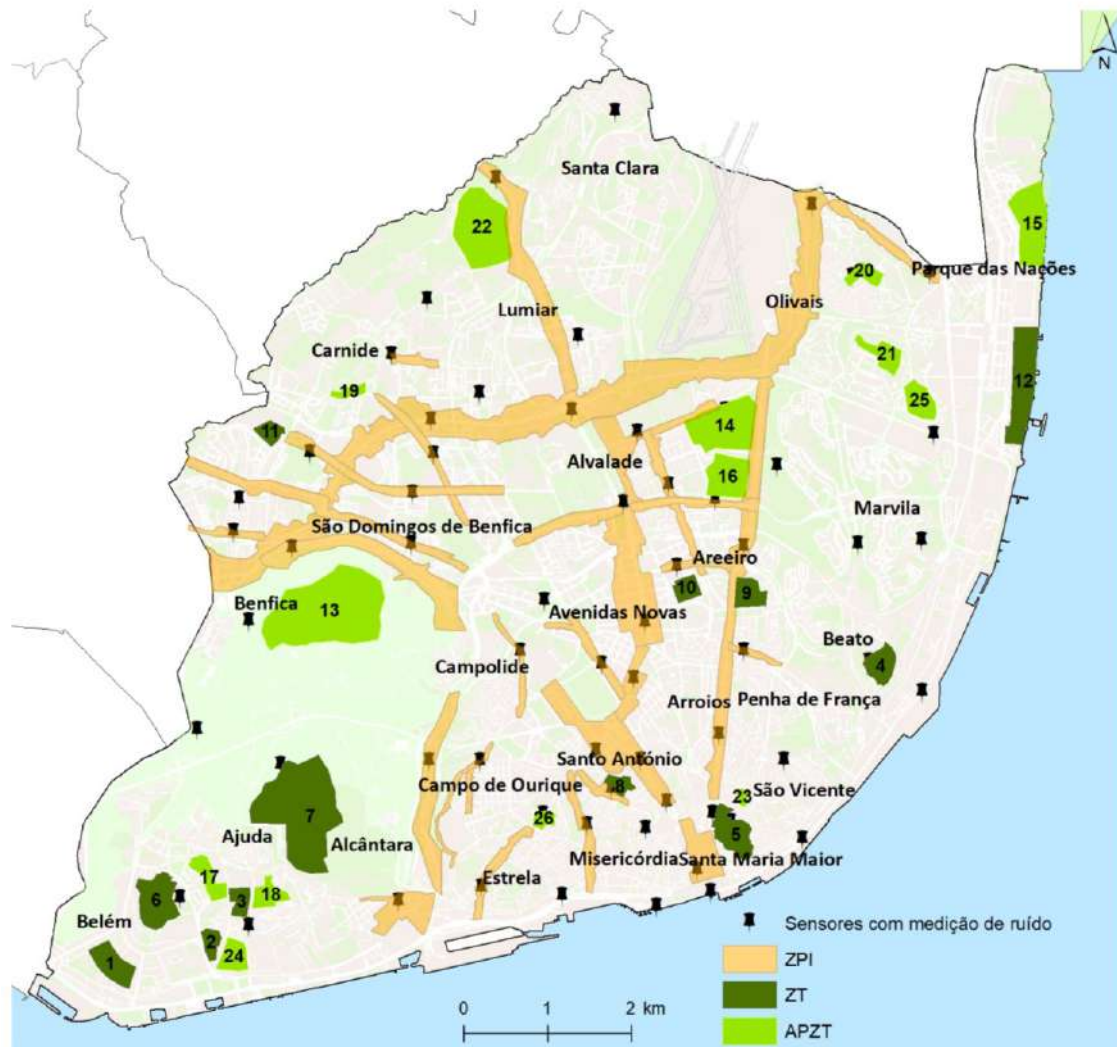 N
Santa Clara
22
15
20
Parque das Nações
Lumiar
Olivais
Carnide
21
19
12
25
11
14
Alvalade
16
Marvila
São Domingos de Benfica
Areeiro
10
9
Benfica
13
Avenidas Novas
Beato
4
Campolide
Arroios
Penha de França
Santo António
Campo de Ourique
8
São Vicente
23
7
26
Ajuda
Alcântara
5
Misericórdia
Santa Maria Maior
17
Estrela
6
3
18
Belém
2
24
1
Sensores com medição de ruído
ZPI
ZT
APZT
0
1
2 km